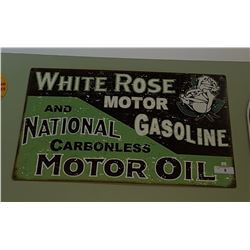 WHITE ROSE
MOTOR
AND
GASOLINE
NATIONAL
CARBONLESS
MOTOR OIL